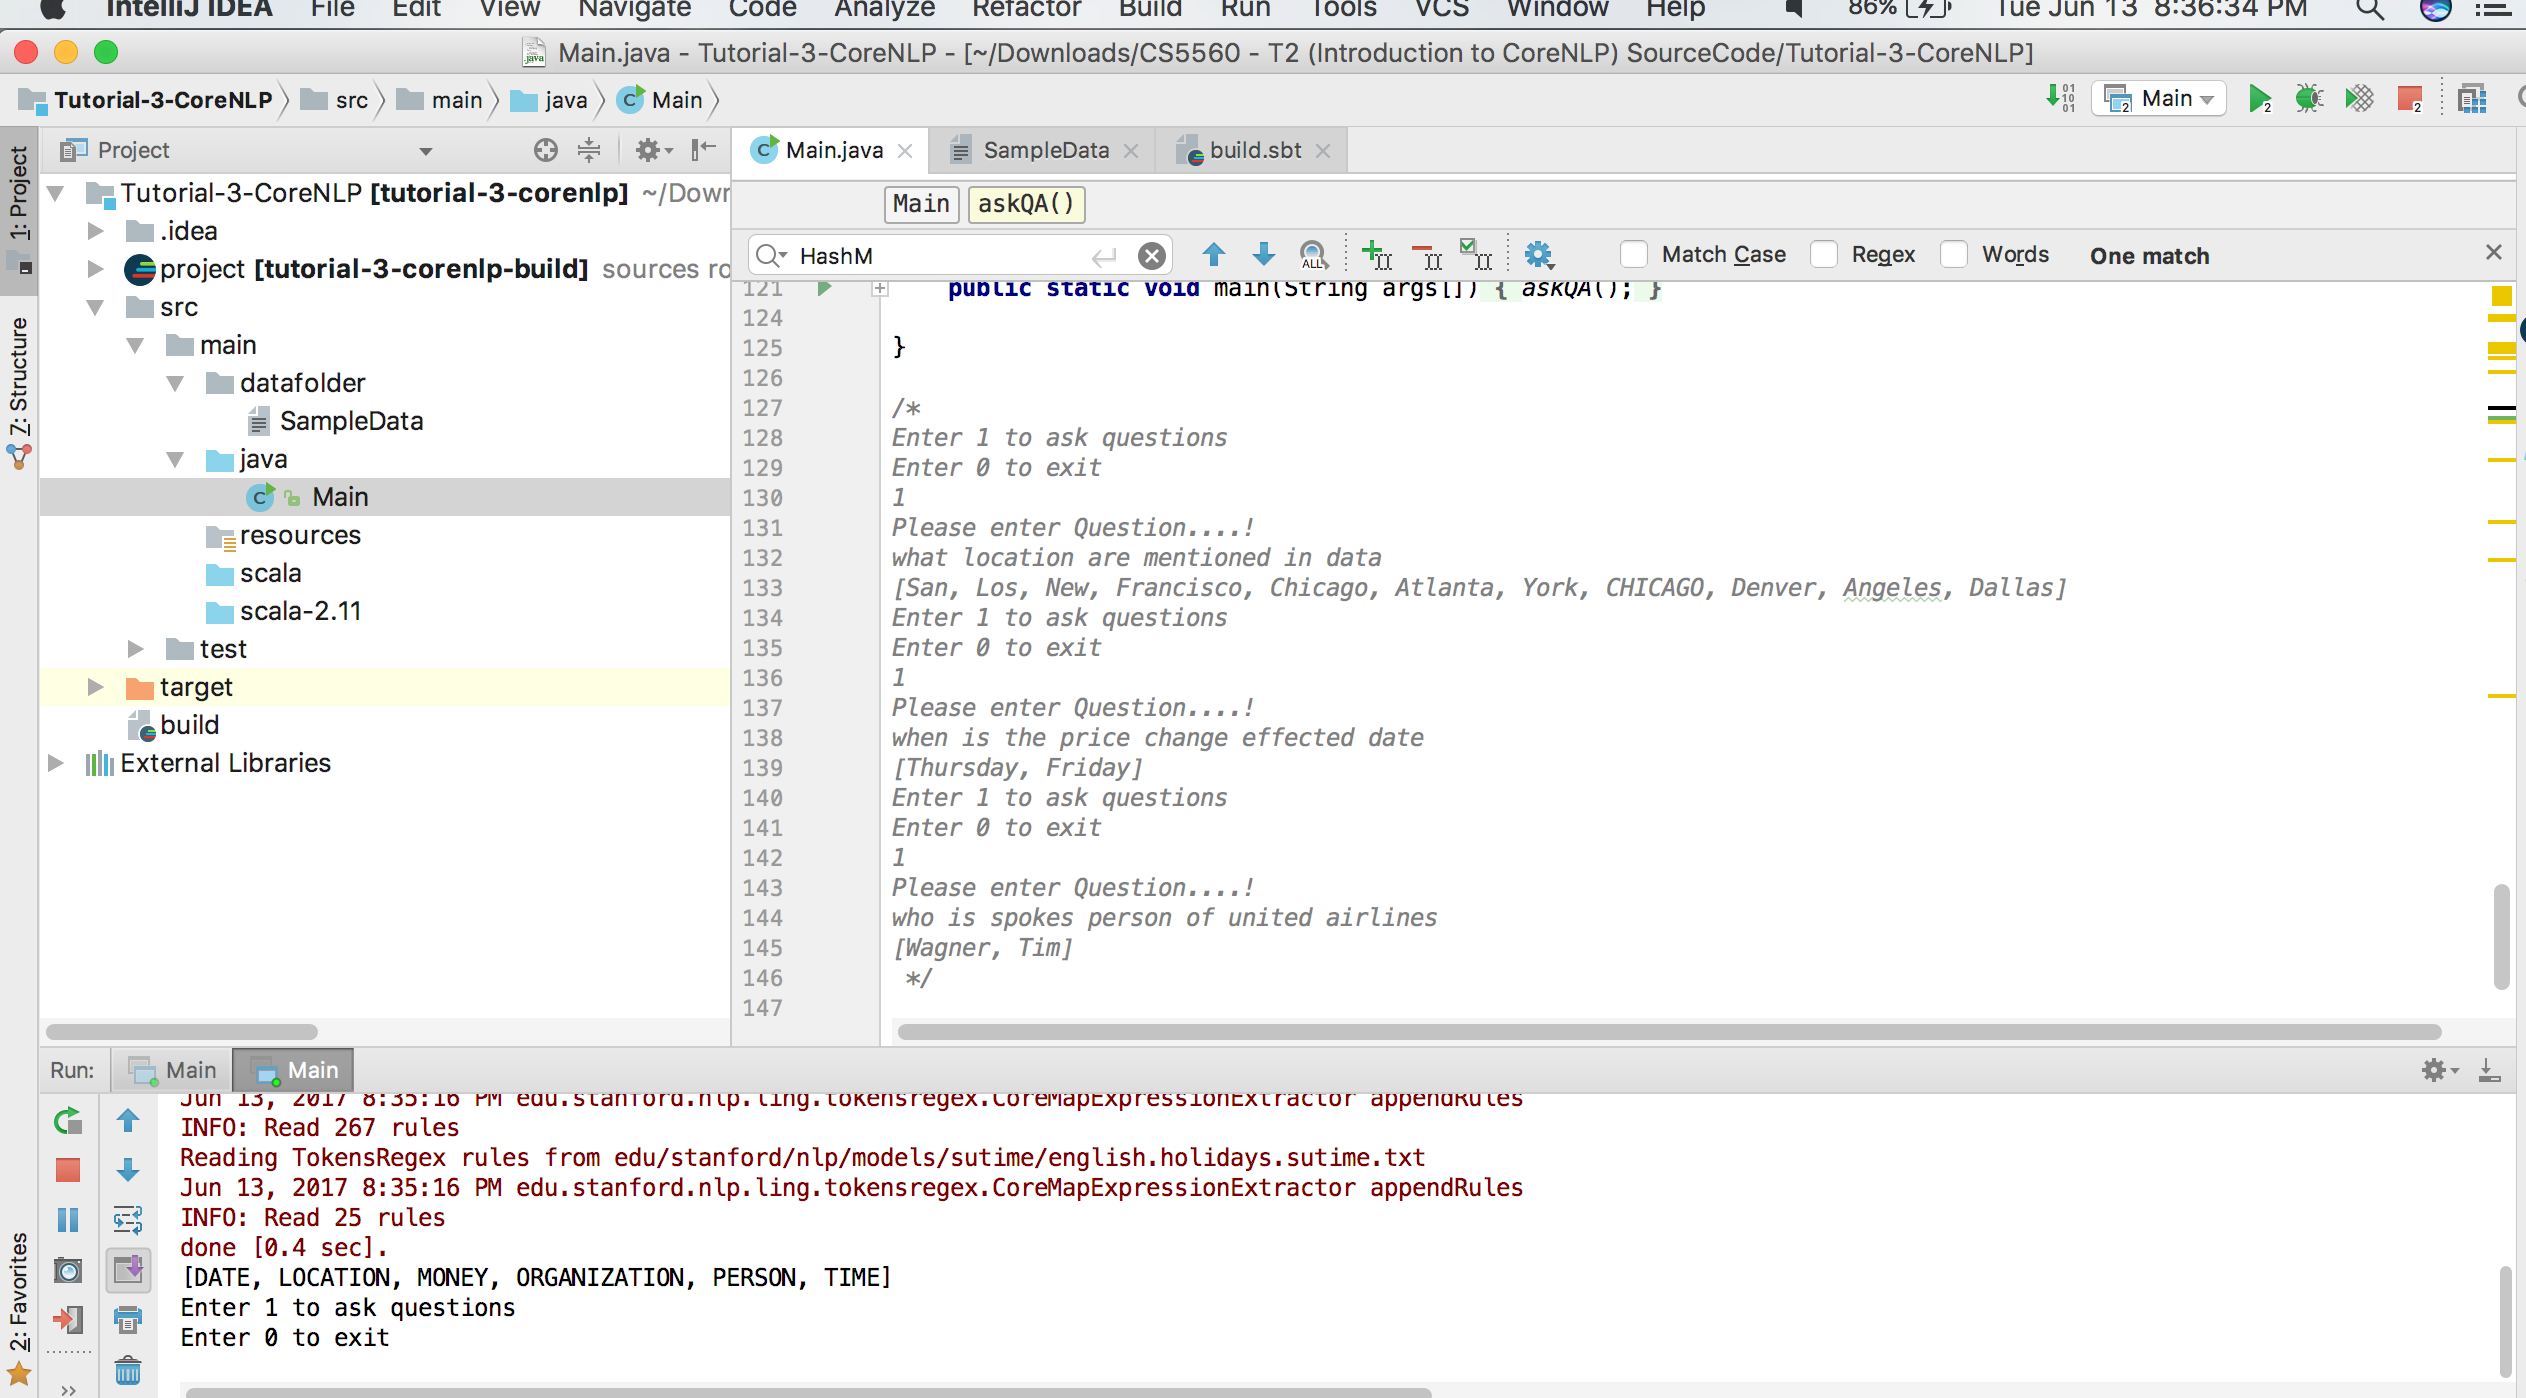 IntelliJ IDEA File Edit View Navigate Code Analyze Refactor Build Run Tools VCS Window Help 86% Tue Jun 13 8:36:34 PM
Main.java - Tutorial-3-CoreNLP - [~/Downloads/CS5560 - T2 (Introduction to CoreNLP) SourceCode/Tutorial-3-CoreNLP]
Tutorial-3-CoreNLP src main java Main Main
Project Main.java SampleData build.sbt
1: Project
7: Structure
2: Favorites
Tutorial-3-CoreNLP [tutorial-3-corenlp] ~/Dowr
.idea
project [tutorial-3-corenlp-build] sources ro
src
main
datafolder
SampleData
java
Main
resources
scala
scala-2.11
test
target
build
External Libraries
Main askQA()
HashM Match Case Regex Words One match
121 public static void main(String args[]) { askQA(); }
124
125 }
126
127 /*
128 Enter 1 to ask questions
129 Enter 0 to exit
130 1
131 Please enter Question....!
132 what location are mentioned in data
133 [San, Los, New, Francisco, Chicago, Atlanta, York, CHICAGO, Denver, Angeles, Dallas]
134 Enter 1 to ask questions
135 Enter 0 to exit
136 1
137 Please enter Question....!
138 when is the price change effected date
139 [Thursday, Friday]
140 Enter 1 to ask questions
141 Enter 0 to exit
142 1
143 Please enter Question....!
144 who is spokes person of united airlines
145 [Wagner, Tim]
146 */
147
Run: Main Main
Jun 13, 2017 8:35:16 PM edu.stanford.nlp.ling.tokensregex.CoreMapExpressionExtractor appendRules
INFO: Read 267 rules
Reading TokensRegex rules from edu/stanford/nlp/models/sutime/english.holidays.sutime.txt
Jun 13, 2017 8:35:16 PM edu.stanford.nlp.ling.tokensregex.CoreMapExpressionExtractor appendRules
INFO: Read 25 rules
done [0.4 sec].
[DATE, LOCATION, MONEY, ORGANIZATION, PERSON, TIME]
Enter 1 to ask questions
Enter 0 to exit